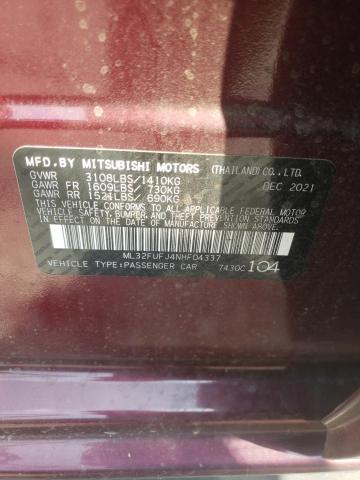 MFD.BY MITSUBISHI MOTORS (THAILAND) CO.,LTD.
GVWR 3108LBS/1410KG
GAWR FR 1609LBS/ 730KG DEC 2021
GAWR RR 1521LBS/ 690KG
THIS VEHICLE CONFORMS TO ALL APPLICABLE FEDERAL MOTOR
VEHICLE SAFETY, BUMPER, AND THEFT PREVENTION STANDARDS
IN EFFECT ON THE DATE OF MANUFACTURE SHOWN ABOVE.
ML32FUFJ4NHF04337
VEHICLE TYPE:PASSENGER CAR 7430C 104